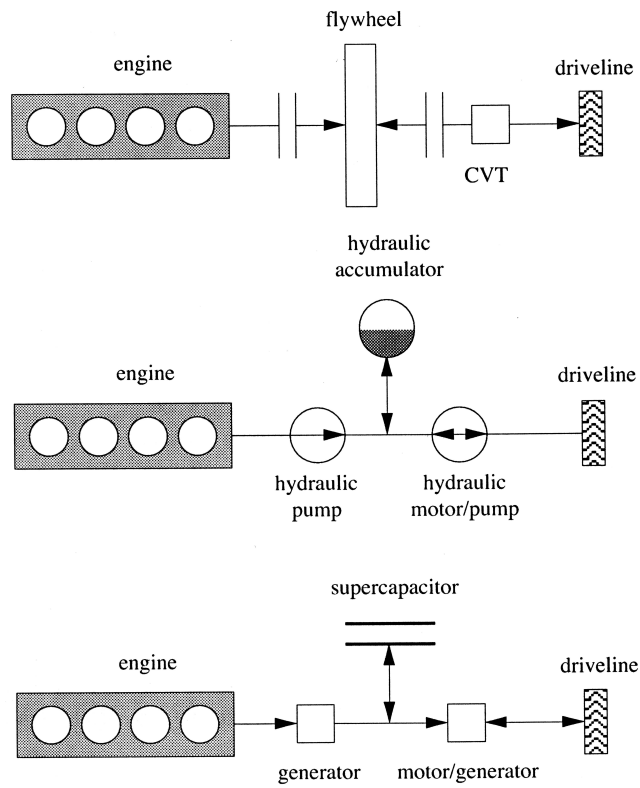 flywheel
engine
driveline
CVT
hydraulic
accumulator
engine
driveline
hydraulic
pump
hydraulic
motor/pump
supercapacitor
engine
driveline
generator
motor/generator